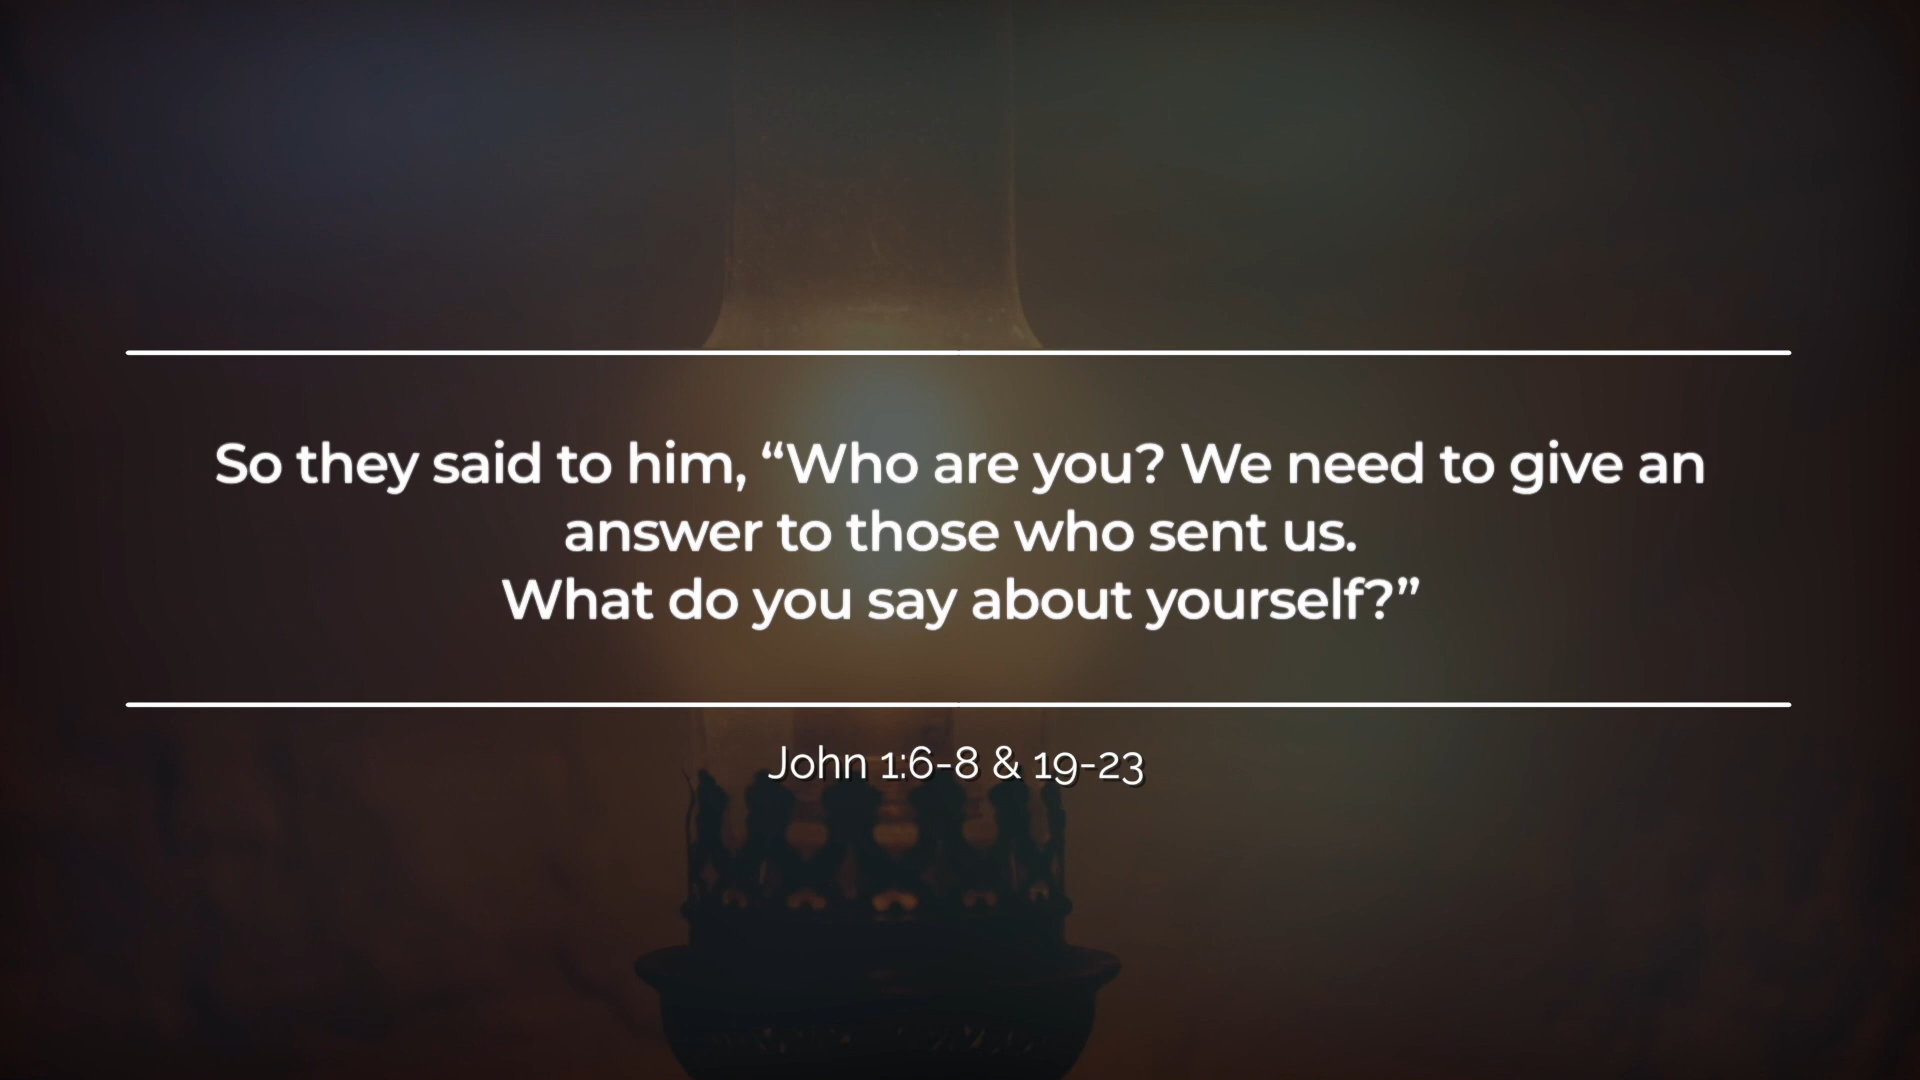 So they said to him, “Who are you? We need to give an
answer to those who sent us.
What do you say about yourself?”
John 1:6-8 & 19-23